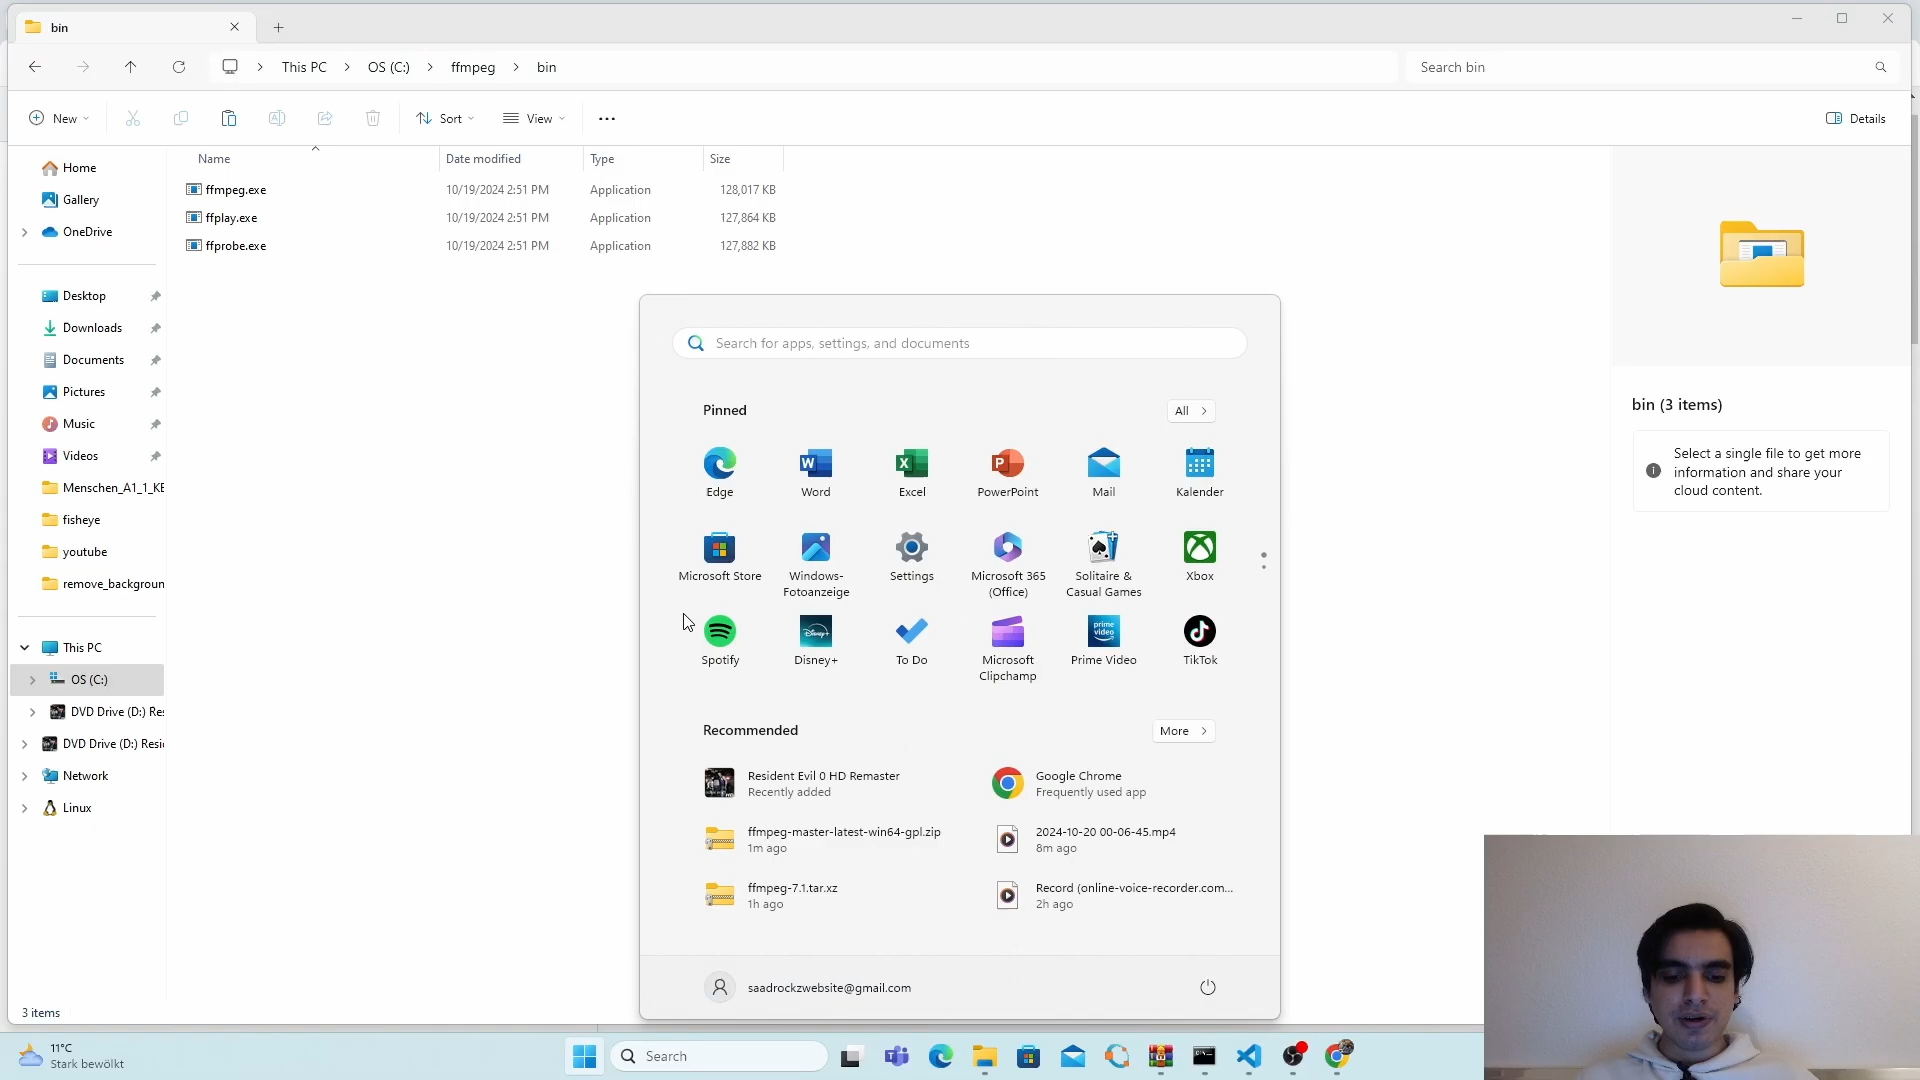 bin
This PC
OS (C:)
ffmpeg
bin
Search bin
New
Sort
View
Details
Home
Gallery
OneDrive
Desktop
Downloads
Documents
Pictures
Music
Videos
Menschen_A1_1_KE
fisheye
youtube
remove_backgroun
This PC
OS (C:)
DVD Drive (D:) Res
DVD Drive (D:) Resi
Network
Linux
Name Date modified Type Size
ffmpeg.exe 10/19/2024 2:51 PM Application 128,017 KB
ffplay.exe 10/19/2024 2:51 PM Application 127,864 KB
ffprobe.exe 10/19/2024 2:51 PM Application 127,882 KB
bin (3 items)
Select a single file to get more
information and share your
cloud content.
Search for apps, settings, and documents
Pinned
All
Edge
Word
Excel
PowerPoint
Mail
Kalender
Microsoft Store
Windows-
Fotoanzeige
Settings
Microsoft 365
(Office)
Solitaire &
Casual Games
Xbox
Spotify
Disney+
To Do
Microsoft
Clipchamp
prime
video
Prime Video
TikTok
Recommended
More
Resident Evil 0 HD Remaster
Recently added
Google Chrome
Frequently used app
ffmpeg-master-latest-win64-gpl.zip
1m ago
2024-10-20 00-06-45.mp4
8m ago
ffmpeg-7.1.tar.xz
1h ago
Record (online-voice-recorder.com...
2h ago
saadrockzwebsite@gmail.com
3 items
11°C
Stark bewölkt
Search